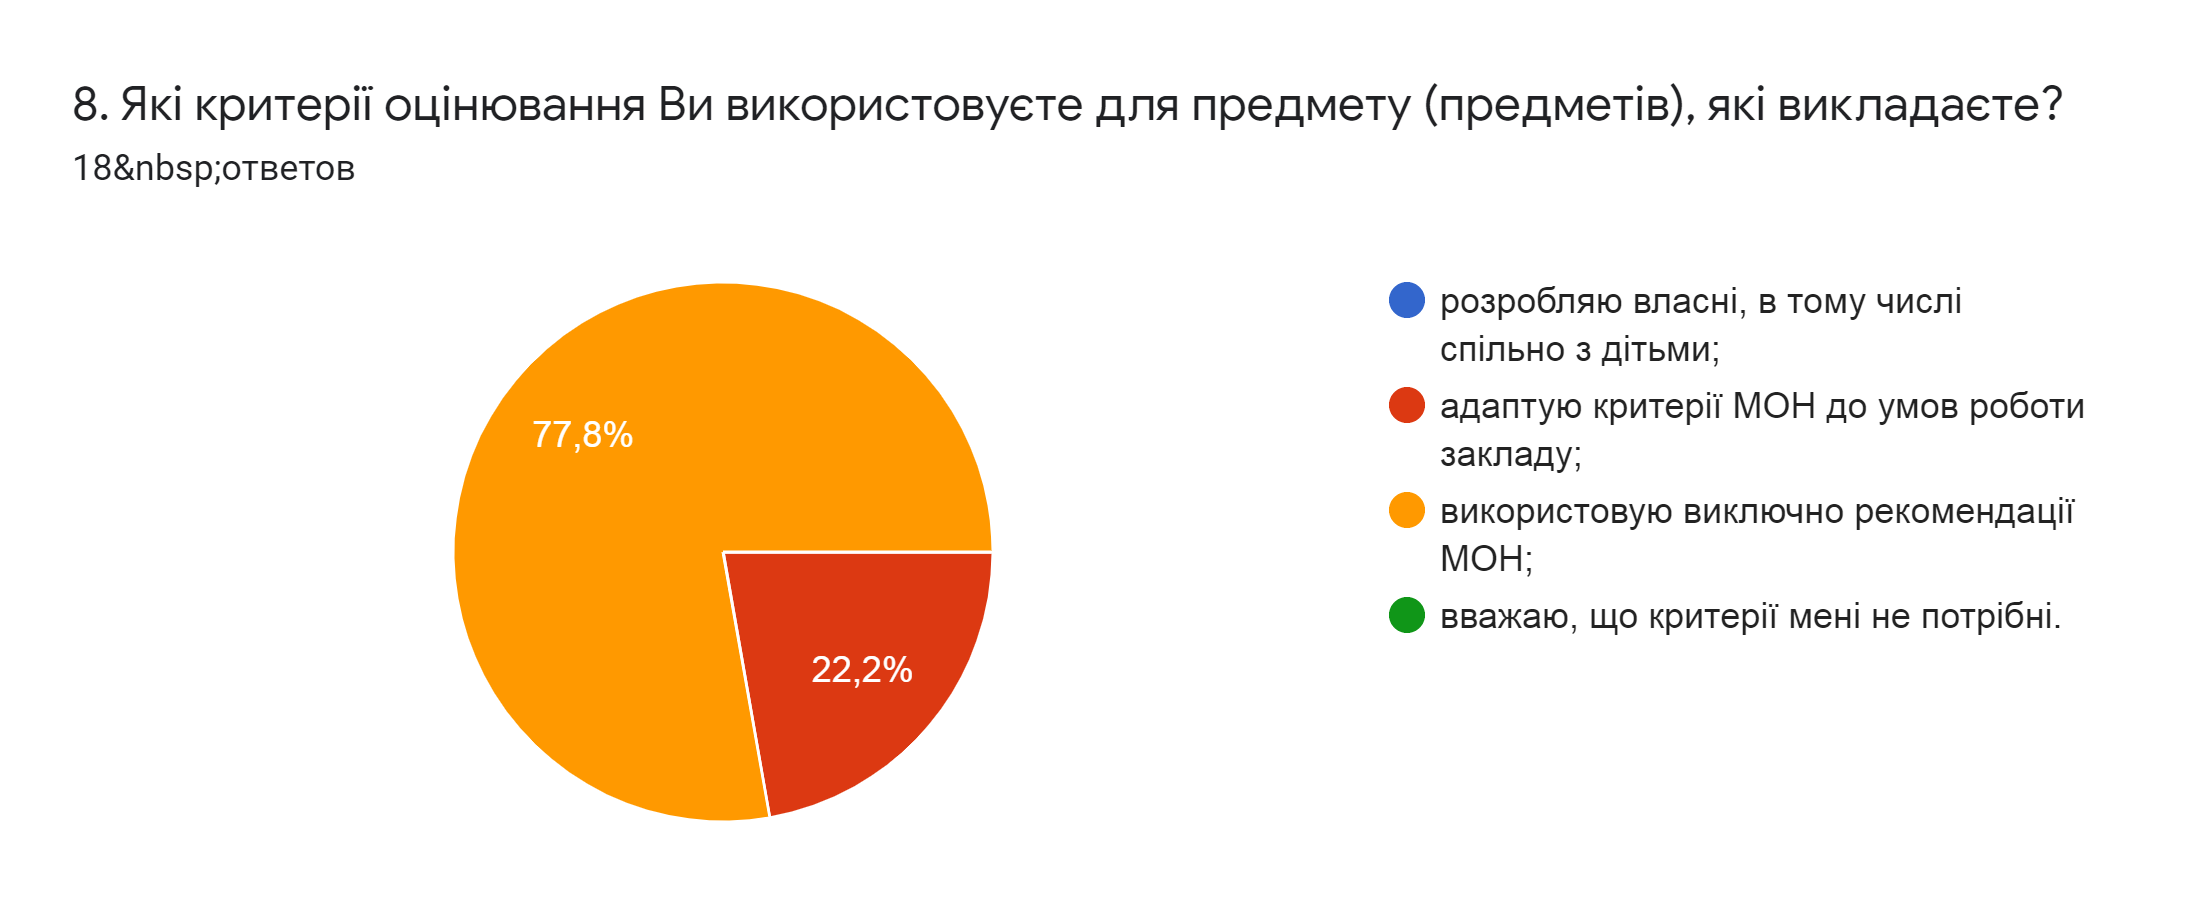 8. Які критерії оцінювання Ви використовуєте для предмету (предметів), які викладаєте?
18&nbsp;ответов
77,8%
22,2%
розробляю власні, в тому числі
спільно з дітьми;
адаптую критерії МОН до умов роботи
закладу;
використовую виключно рекомендації
МОН;
вважаю, що критерії мені не потрібні.